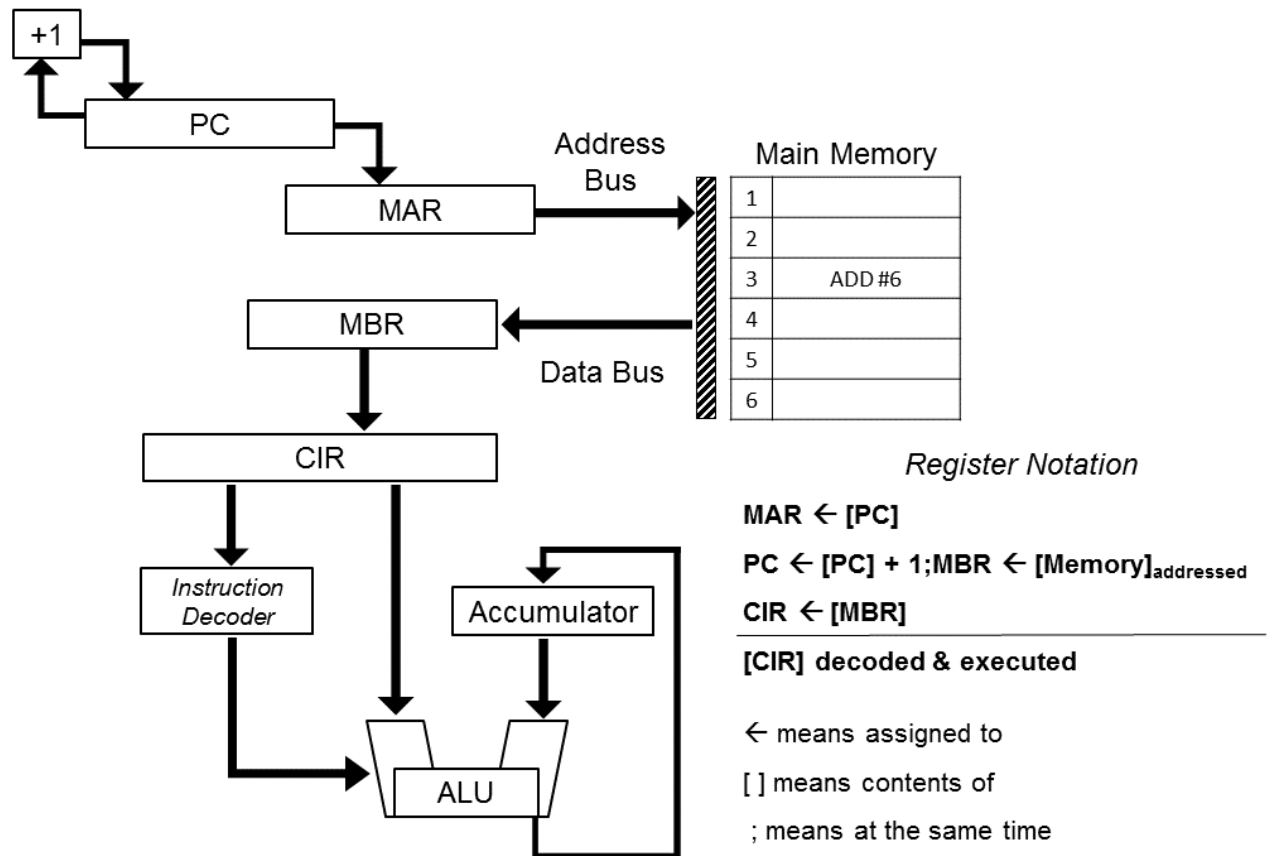 +1
PC
Address
Bus
Main Memory
MAR
1
2
3 ADD #6
4
5
6
MBR
Data Bus
CIR
Register Notation
MAR ← [PC]
PC ← [PC] + 1;MBR ← [Memory]addressed
CIR ← [MBR]
[CIR] decoded & executed
Instruction
Decoder
Accumulator
ALU
← means assigned to
[ ] means contents of
; means at the same time